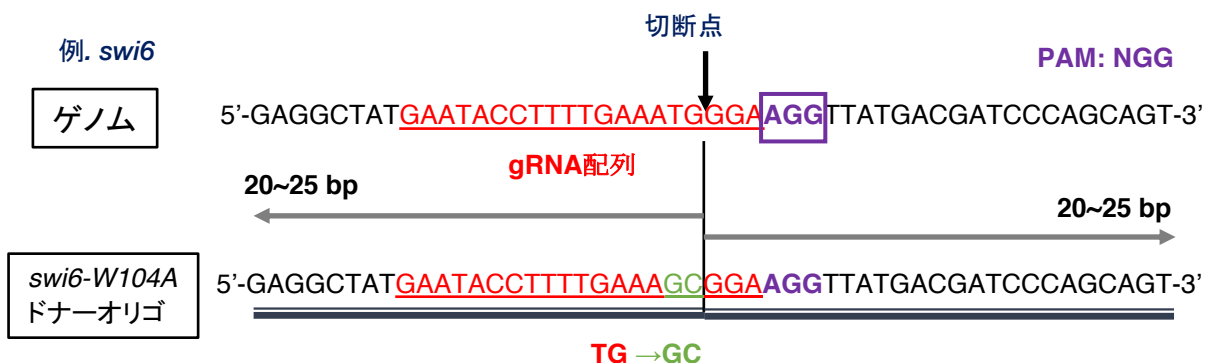 切断点
例. swi6
PAM: NGG
ゲノム
5'-GAGGCTATGAATACCTTTTGAAATGGGAAGGTTATGACGATCCCAGCAGT-3'
gRNA配列
20~25 bp
20~25 bp
swi6-W104A
ドナーオリゴ
5'-GAGGCTATGAATACCTTTTGAAAGCGGAAGGTTATGACGATCCCAGCAGT-3'
TG →GC